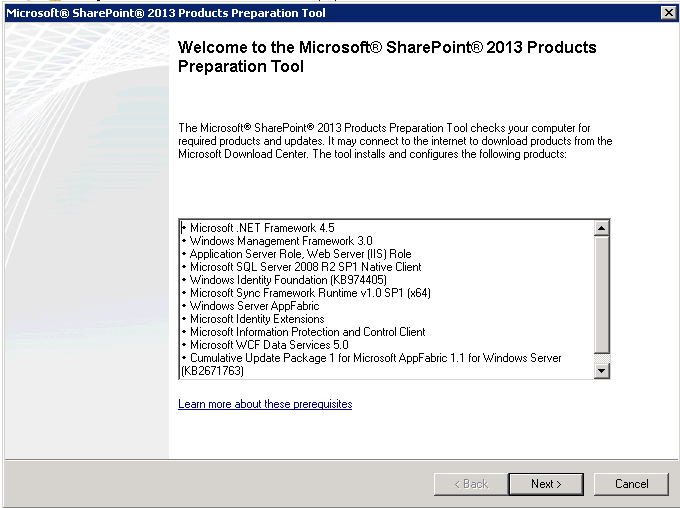 Microsoft® SharePoint® 2013 Products Preparation Tool
Welcome to the Microsoft® SharePoint® 2013 Products
Preparation Tool
The Microsoft® SharePoint® 2013 Products Preparation Tool checks your computer for
required products and updates. It may connect to the internet to download products from the
Microsoft Download Center. The tool installs and configures the following products:
• Microsoft .NET Framework 4.5
• Windows Management Framework 3.0
• Application Server Role, Web Server (IIS) Role
• Microsoft SQL Server 2008 R2 SP1 Native Client
• Windows Identity Foundation (KB974405)
• Microsoft Sync Framework Runtime v1.0 SP1 (x64)
• Windows Server AppFabric
• Microsoft Identity Extensions
• Microsoft Information Protection and Control Client
• Microsoft WCF Data Services 5.0
• Cumulative Update Package 1 for Microsoft AppFabric 1.1 for Windows Server
(KB2671763)
Learn more about these prerequisites
< Back
Next >
Cancel